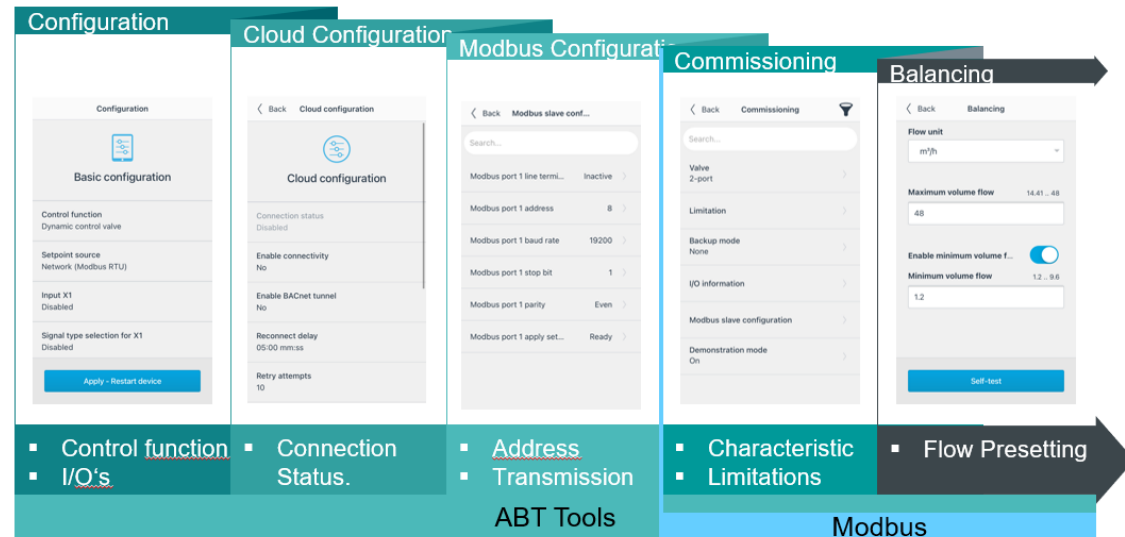 Configuration
Cloud Configuration
Modbus Configuratio
Commissioning
Balancing
Configuration
Basic configuration
Control function
Dynamic control valve
Setpoint source
Network (Modbus RTU)
Input X1
Disabled
Signal type selection for X1
Disabled
Apply - Restart device
Back Cloud configuration
Cloud configuration
Connection status
Disabled
Enable connectivity
No
Enable BACnet tunnel
No
Reconnect delay
05:00 mm:ss
Retry attempts
10
Back Modbus slave conf...
Search...
Modbus port 1 line termi... Inactive
Modbus port 1 address 8
Modbus port 1 baud rate 19200
Modbus port 1 stop bit 1
Modbus port 1 parity Even
Modbus port 1 apply set... Ready
Back Commissioning
Search...
Valve
2-port
Limitation
Backup mode
None
I/O information
Modbus slave configuration
Demonstration mode
On
Back Balancing
Flow unit
m³/h
Maximum volume flow 14.41 .. 48
48
Enable minimum volume f...
Minimum volume flow 1.2 .. 9.6
1.2
Self-test
▪ Control function
▪ I/O's
▪ Connection
Status.
▪ Address
▪ Transmission
▪ Characteristic
▪ Limitations
▪ Flow Presetting
ABT Tools
Modbus